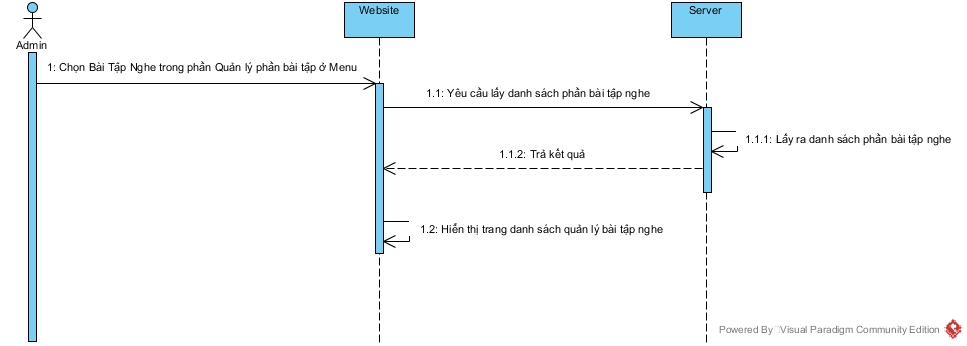 Website
Server
Admin
1: Chọn Bài Tập Nghe trong phần Quản lý phần bài tập ở Menu
1.1: Yêu cầu lấy danh sách phần bài tập nghe
1.1.1: Lấy ra danh sách phần bài tập nghe
1.1.2: Trả kết quả
1.2: Hiển thị trang danh sách quản lý bài tập nghe
Powered By Visual Paradigm Community Edition